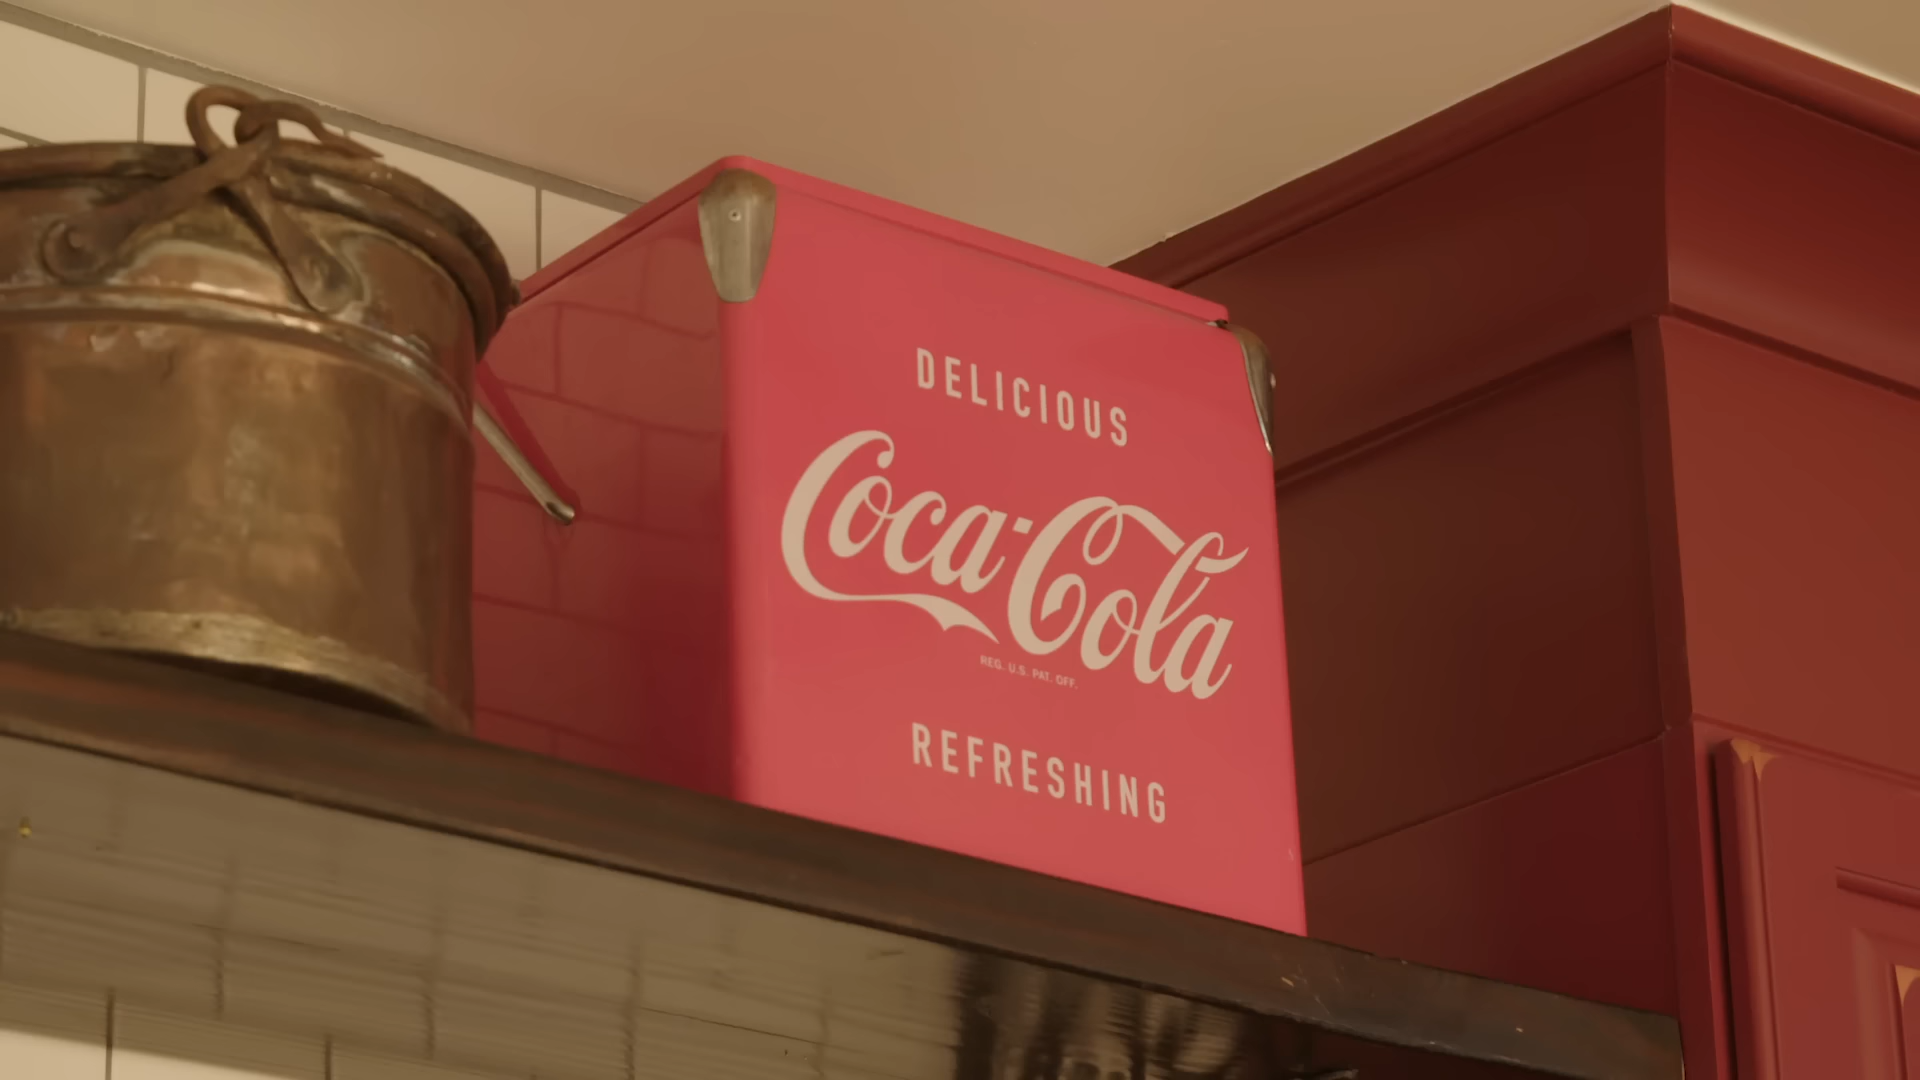 DELICIOUS
Coca-Cola
REG. U.S. PAT. OFF.
REFRESHING